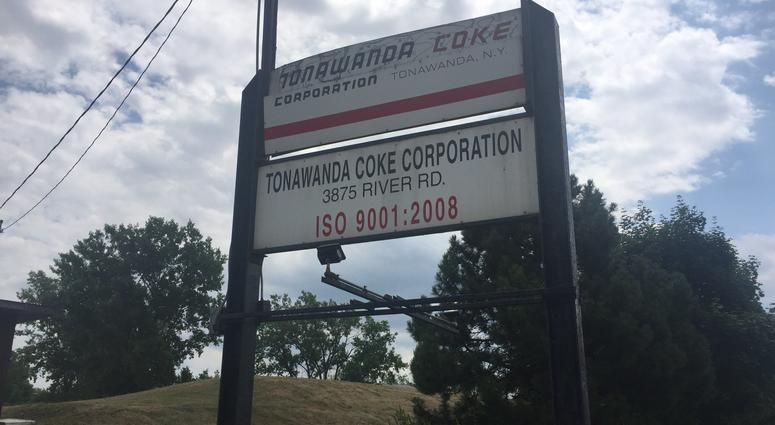 TONAWANDA COKE
CORPORATION TONAWANDA, N.Y.
TONAWANDA COKE CORPORATION
3875 RIVER RD.
ISO 9001:2008